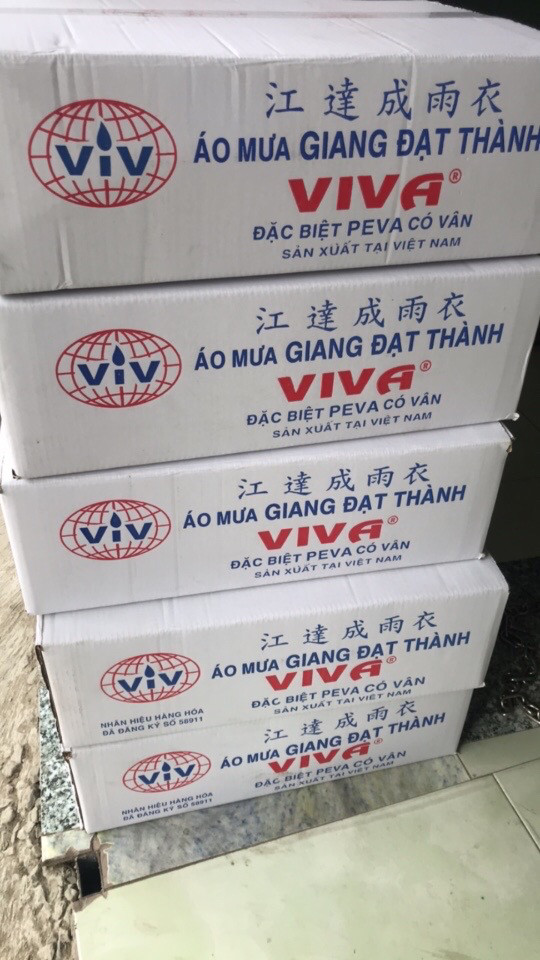 江達成雨衣
ViV
ÁO MƯA GIANG ĐẠT THÀNH
VIVA®
ĐẶC BIỆT PEVA CÓ VÂN
SẢN XUẤT TẠI VIỆT NAM
江達成雨衣
ViV
ÁO MƯA GIANG ĐẠT THÀNH
VIVA®
ĐẶC BIỆT PEVA CÓ VÂN
SẢN XUẤT TẠI VIỆT NAM
江達成雨衣
ViV
ÁO MƯA GIANG ĐẠT THÀNH
VIVA®
ĐẶC BIỆT PEVA CÓ VÂN
SẢN XUẤT TẠI VIỆT NAM
江達成雨衣
ViV
ÁO MƯA GIANG ĐẠT THÀNH
VIVA®
ĐẶC BIỆT PEVA CÓ VÂN
SẢN XUẤT TẠI VIỆT NAM
NHÃN HIỆU HÀNG HÓA
ĐÃ ĐĂNG KÝ SỐ 58911
江達成雨衣
ViV
ÁO MƯA GIANG ĐẠT THÀNH
VIVA®
ĐẶC BIỆT PEVA CÓ VÂN
SẢN XUẤT TẠI VIỆT NAM
NHÃN HIỆU HÀNG HÓA
ĐÃ ĐĂNG KÝ SỐ 58911